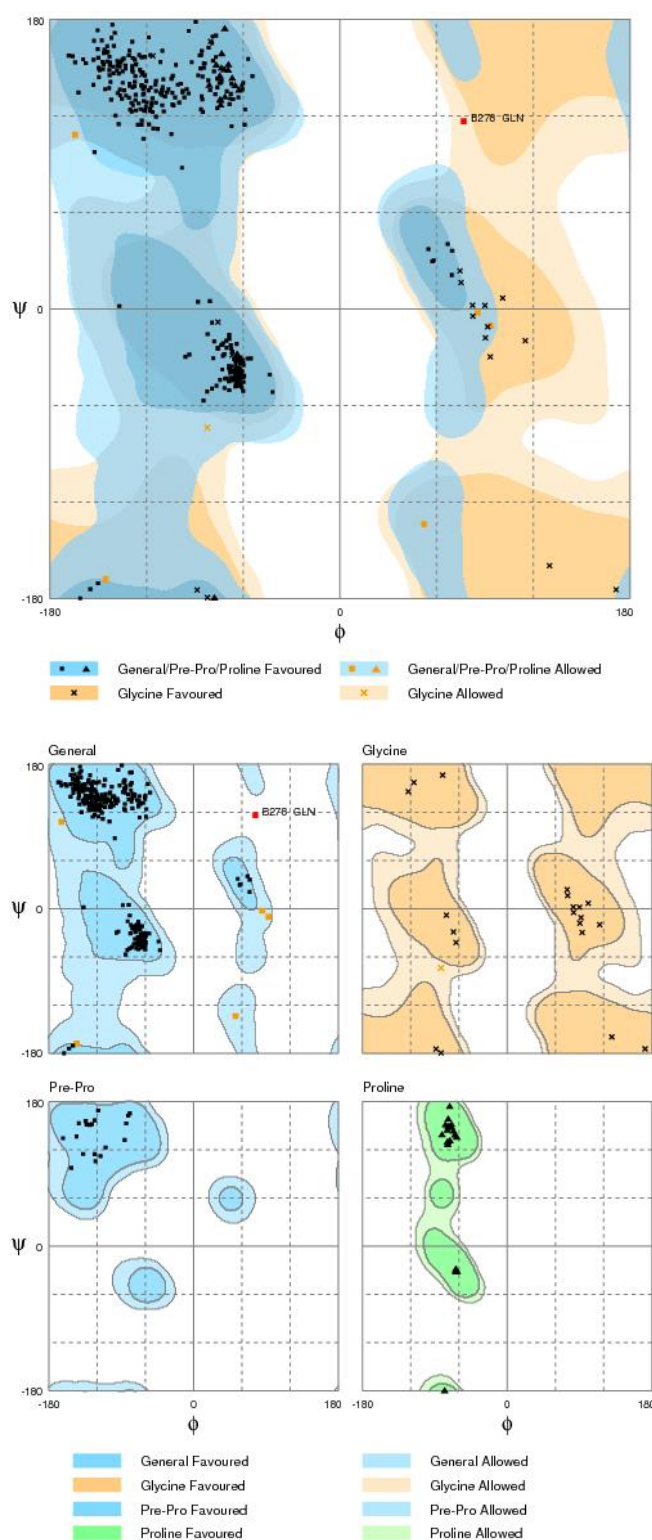 180
B278 GLN
ψ 0
-180
-180 0 180
ϕ
General/Pre-Pro/Proline Favoured General/Pre-Pro/Proline Allowed
Glycine Favoured Glycine Allowed
General Glycine
180
B278 GLN
ψ 0
-180
Pre-Pro Proline
180
ψ 0
-180
-180 0 180 -180 0 180
ϕ ϕ
General Favoured General Allowed
Glycine Favoured Glycine Allowed
Pre-Pro Favoured Pre-Pro Allowed
Proline Favoured Proline Allowed